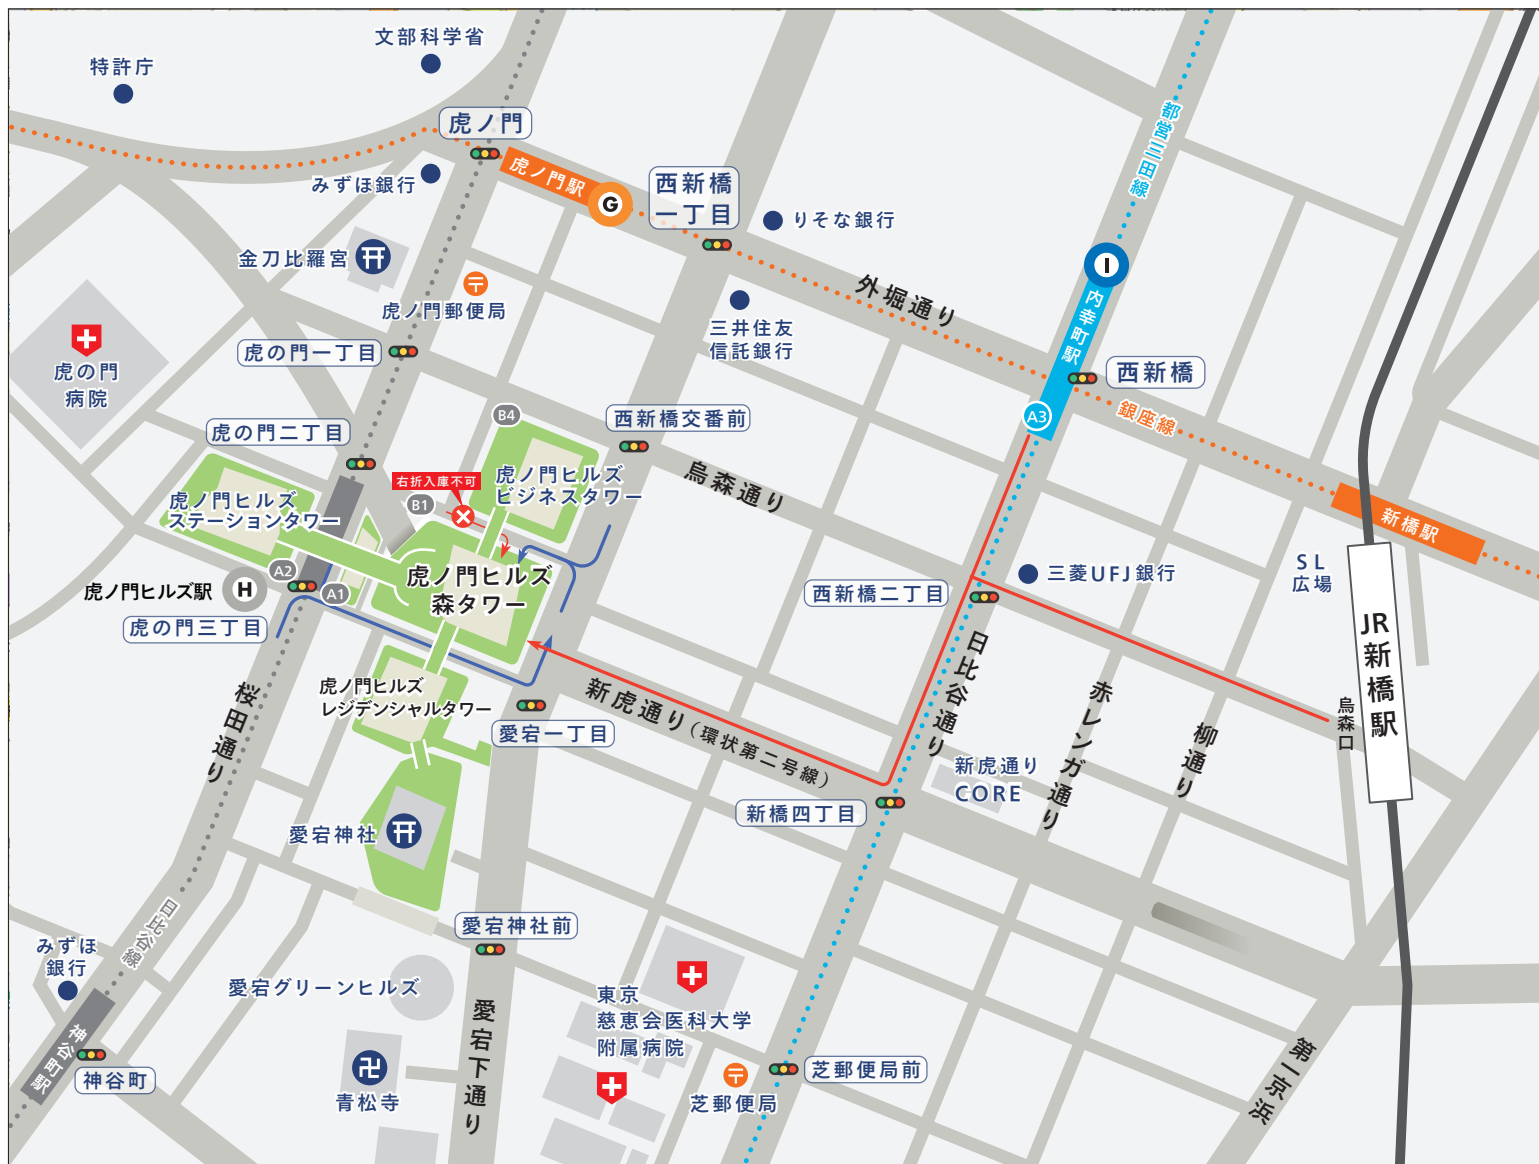 文部科学省
特許庁
虎ノ門
都営三田線
みずほ銀行
虎ノ門駅
G
西新橋
一丁目
りそな銀行
金刀比羅宮
I
外堀通り
虎ノ門郵便局
内幸町駅
三井住友
信託銀行
虎の門一丁目
虎の門
病院
西新橋
A3
銀座線
B4
西新橋交番前
虎の門二丁目
烏森通り
右折入庫不可
虎ノ門ヒルズ
ビジネスタワー
B1
虎ノ門ヒルズ
ステーションタワー
新橋駅
SL
広場
A2
虎ノ門ヒルズ
森タワー
三菱UFJ銀行
虎ノ門ヒルズ駅
H
A1
西新橋二丁目
虎の門三丁目
JR新橋駅
日比谷通り
桜田通り
虎ノ門ヒルズ
レジデンシャルタワー
新虎通り(環状第二号線)
赤レンガ通り
柳通り
烏森口
愛宕一丁目
新虎通り
CORE
新橋四丁目
愛宕神社
日比谷線
愛宕神社前
みずほ
銀行
愛宕グリーンヒルズ
東京
慈恵会医科大学
附属病院
愛宕下通り
神谷町駅
神谷町
青松寺
芝郵便局
芝郵便局前
第一京浜